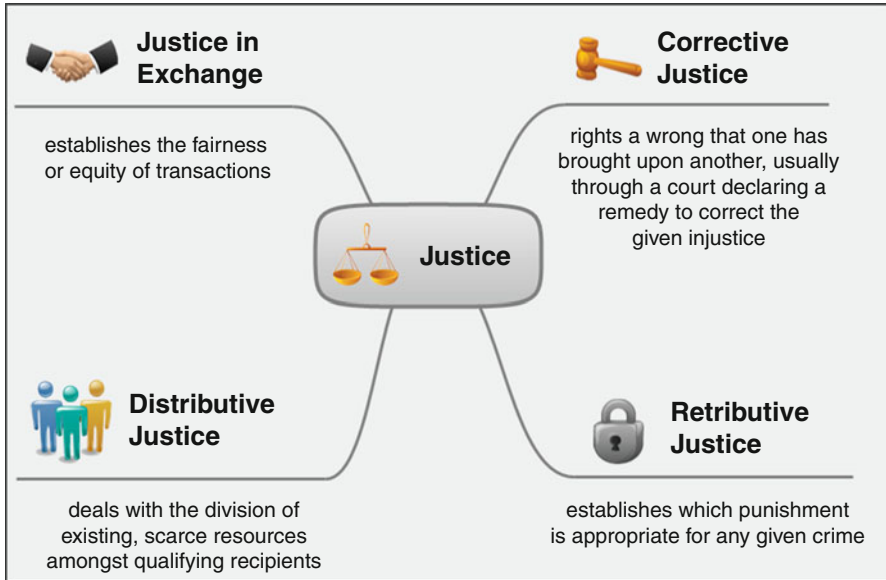 Justice in
Exchange
establishes the fairness
or equity of transactions
Corrective
Justice
rights a wrong that one has
brought upon another, usually
through a court declaring a
remedy to correct the
given injustice
Justice
Distributive
Justice
deals with the division of
existing, scarce resources
amongst qualifying recipients
Retributive
Justice
establishes which punishment
is appropriate for any given crime